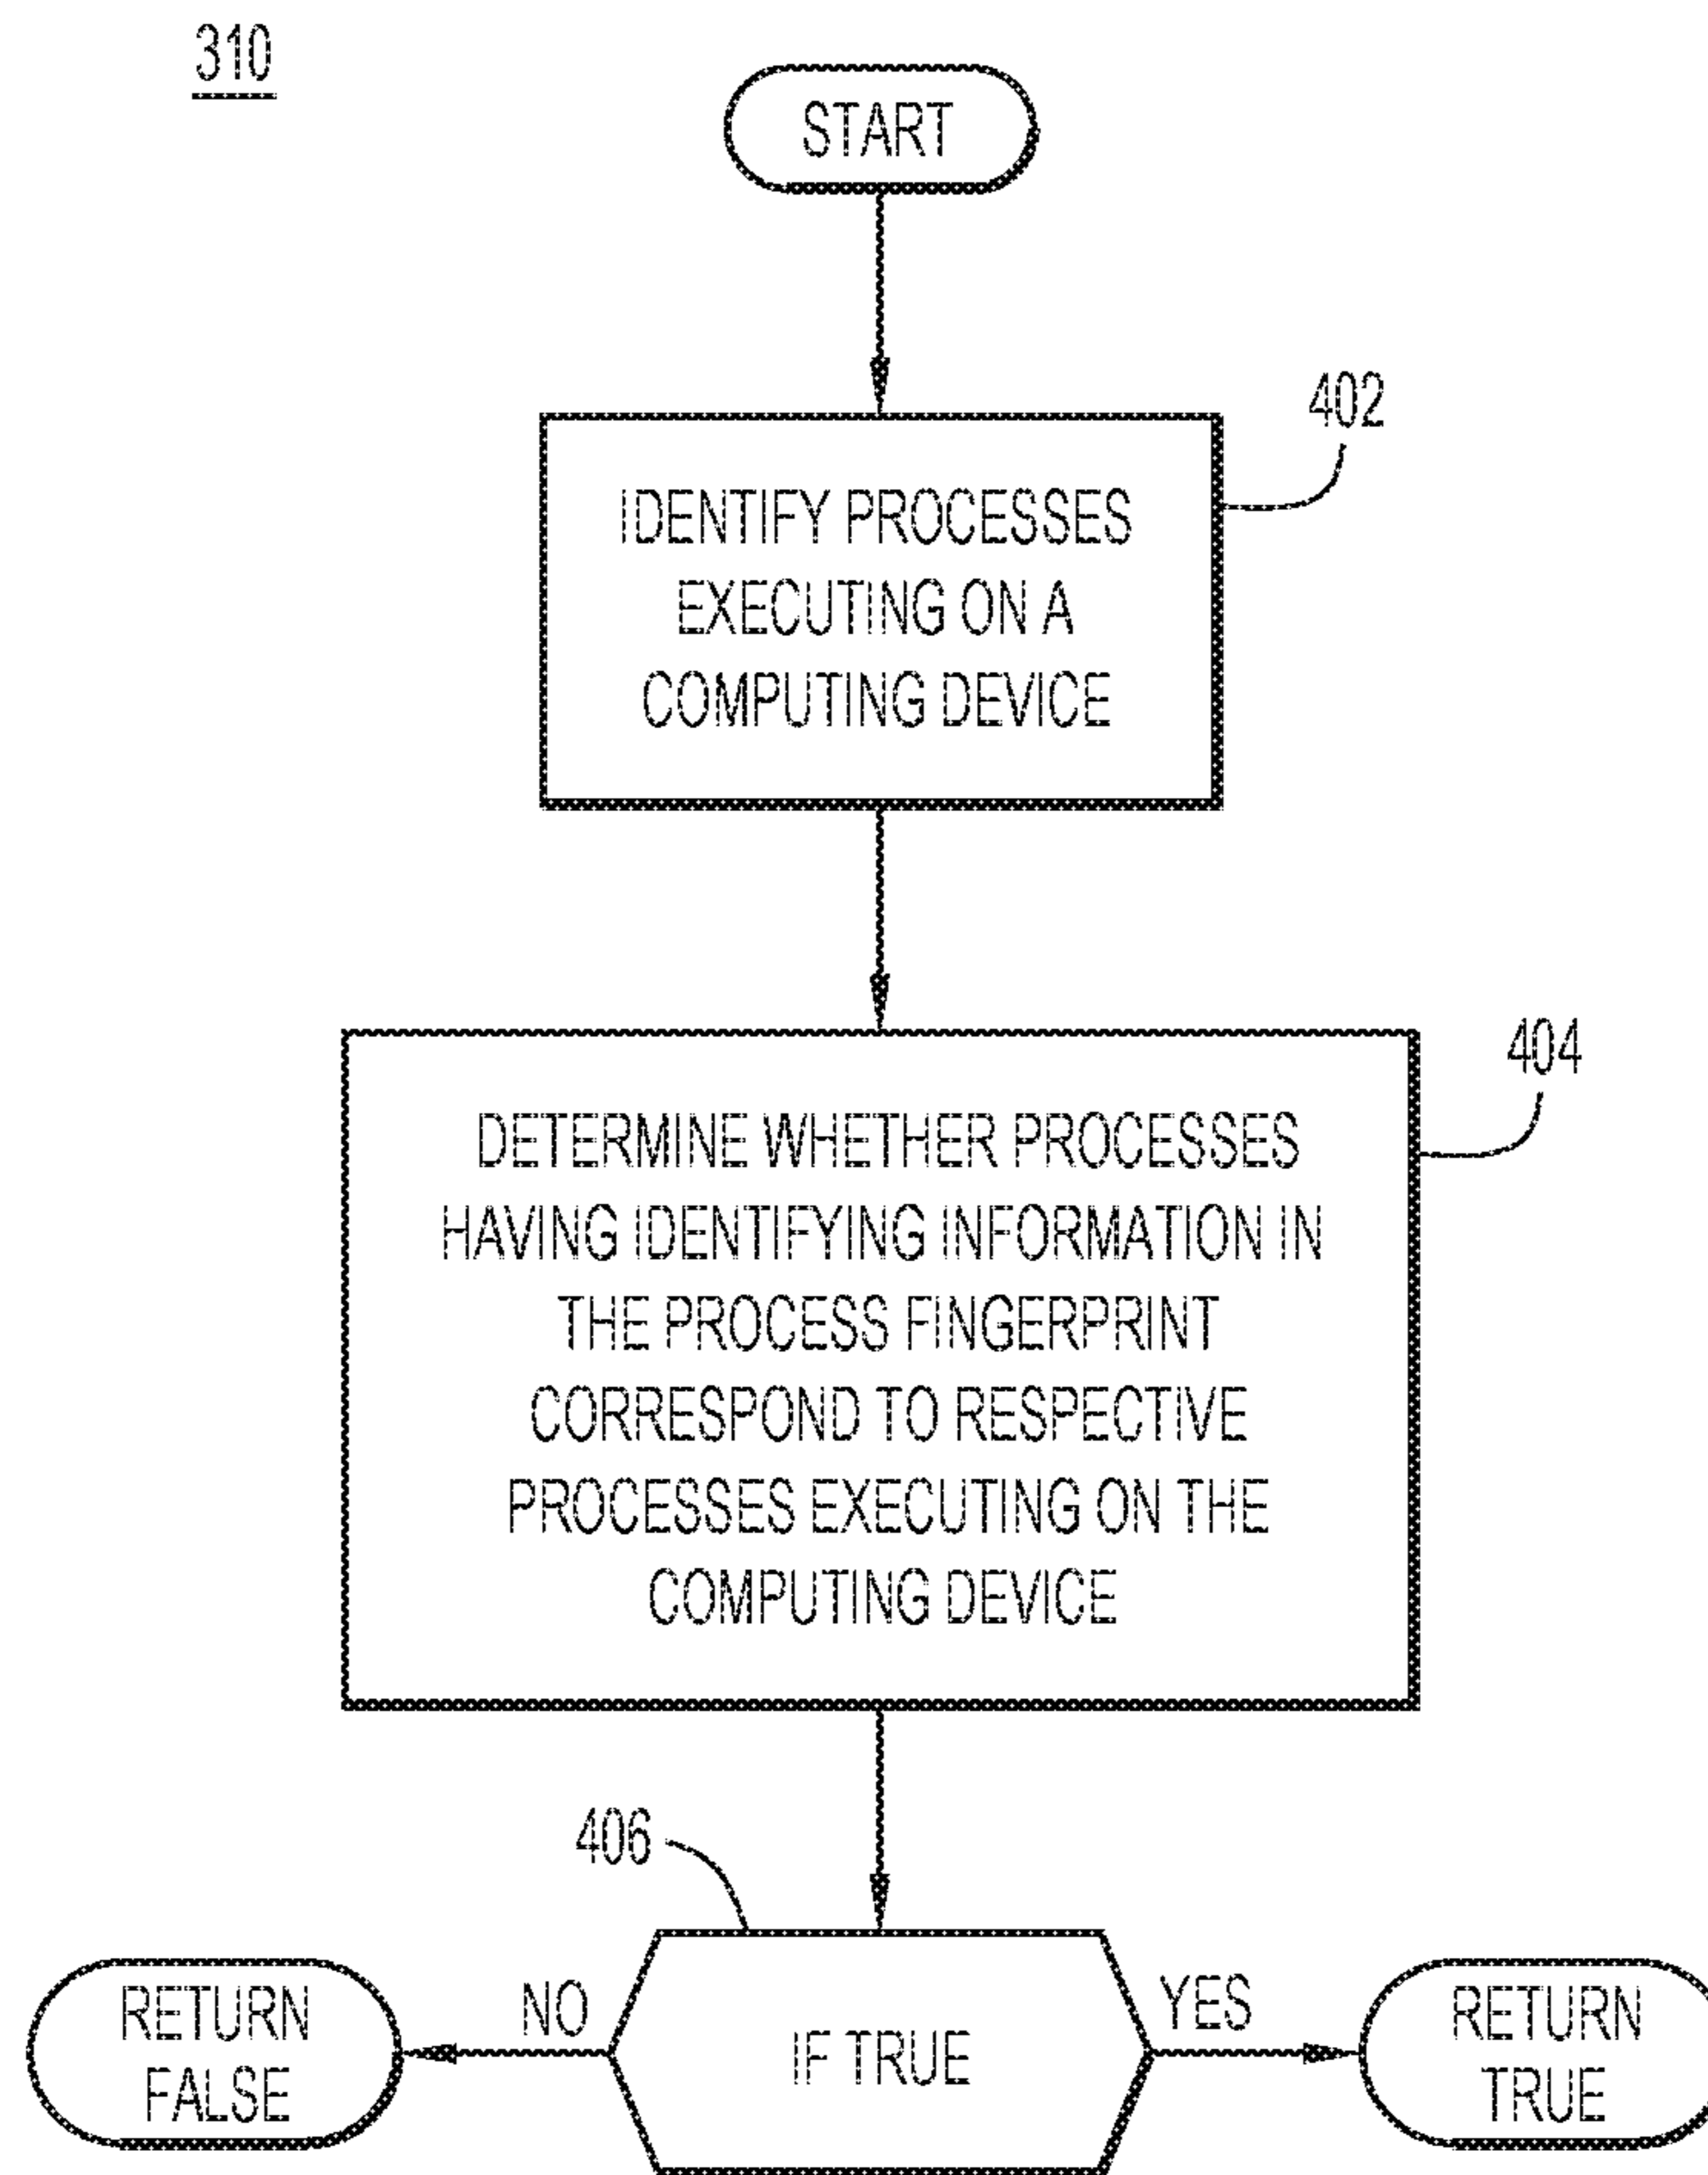 310
START
402
IDENTIFY PROCESSES
EXECUTING ON A
COMPUTING DEVICE
404
DETERMINE WHETHER PROCESSES
HAVING IDENTIFYING INFORMATION IN
THE PROCESS FINGERPRINT
CORRESPOND TO RESPECTIVE
PROCESSES EXECUTING ON THE
COMPUTING DEVICE
406
RETURN
FALSE
NO
IF TRUE
YES
RETURN
TRUE